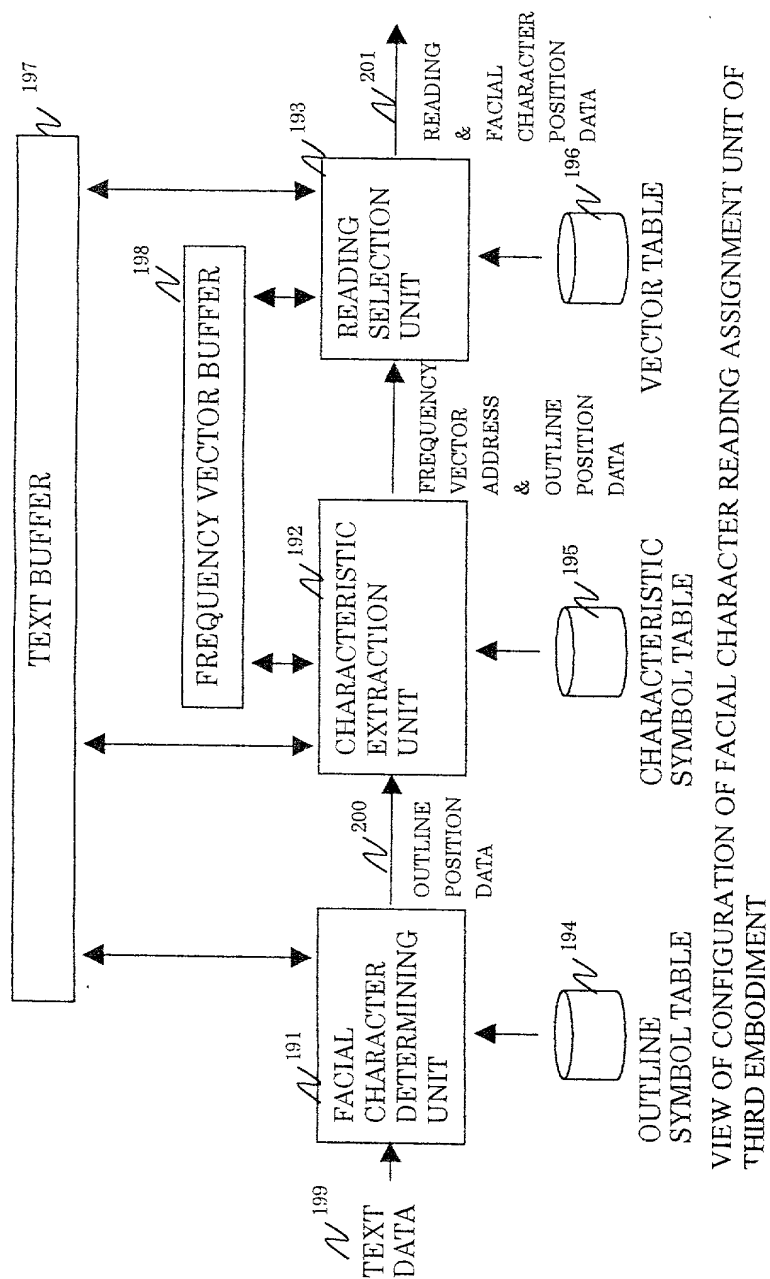 197
TEXT BUFFER
198
FREQUENCY VECTOR BUFFER
199
TEXT
DATA
191
FACIAL
CHARACTER
DETERMINING
UNIT
200
OUTLINE
POSITION
DATA
192
CHARACTERISTIC
EXTRACTION
UNIT
FREQUENCY
VECTOR
ADDRESS
&
OUTLINE
POSITION
DATA
193
READING
SELECTION
UNIT
201
READING
& FACIAL
CHARACTER
POSITION
DATA
194
OUTLINE
SYMBOL TABLE
195
CHARACTERISTIC
SYMBOL TABLE
196
VECTOR TABLE
VIEW OF CONFIGURATION OF FACIAL CHARACTER READING ASSIGNMENT UNIT OF
THIRD EMBODIMENT